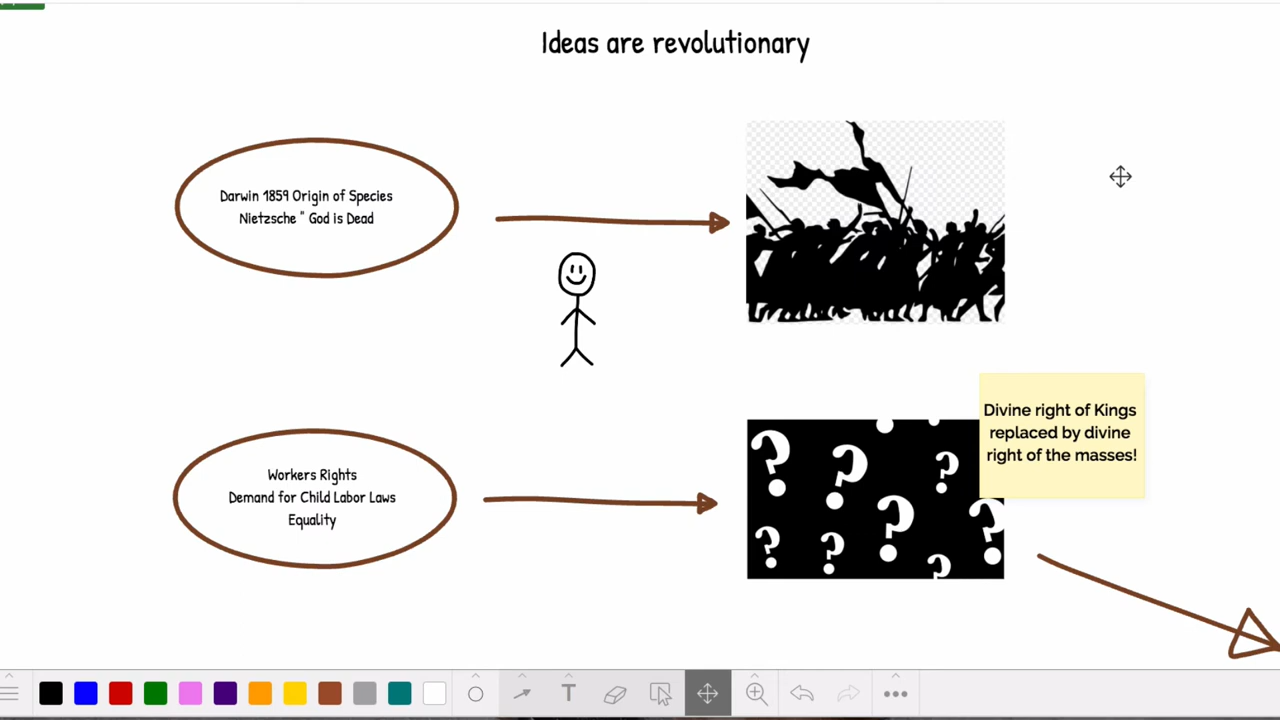 Ideas are revolutionary
Darwin 1859 Origin of Species
Nietzsche " God is Dead
Workers Rights
Demand for Child Labor Laws
Equality
Divine right of Kings
replaced by divine
right of the masses!
? ? ? ? ? ? ? ? ?
T